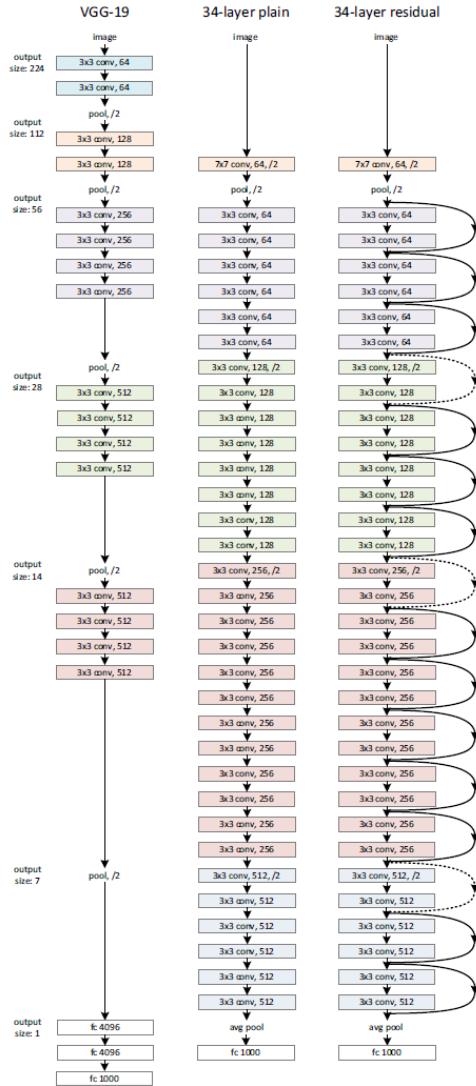 output
size: 224
output
size: 112
output
size: 56
output
size: 28
output
size: 14
output
size: 7
output
size: 1
VGG-19
image
3x3 conv, 64
3x3 conv, 64
pool, /2
3x3 conv, 128
3x3 conv, 128
pool, /2
3x3 conv, 256
3x3 conv, 256
3x3 conv, 256
3x3 conv, 256
pool, /2
3x3 conv, 512
3x3 conv, 512
3x3 conv, 512
3x3 conv, 512
pool, /2
3x3 conv, 512
3x3 conv, 512
3x3 conv, 512
3x3 conv, 512
pool, /2
fc 4096
fc 4096
fc 1000
34-layer plain
image
7x7 conv, 64, /2
pool, /2
3x3 conv, 64
3x3 conv, 64
3x3 conv, 64
3x3 conv, 64
3x3 conv, 64
3x3 conv, 64
3x3 conv, 128, /2
3x3 conv, 128
3x3 conv, 128
3x3 conv, 128
3x3 conv, 128
3x3 conv, 128
3x3 conv, 128
3x3 conv, 128
3x3 conv, 256, /2
3x3 conv, 256
3x3 conv, 256
3x3 conv, 256
3x3 conv, 256
3x3 conv, 256
3x3 conv, 256
3x3 conv, 256
3x3 conv, 256
3x3 conv, 256
3x3 conv, 256
3x3 conv, 256
3x3 conv, 512, /2
3x3 conv, 512
3x3 conv, 512
3x3 conv, 512
3x3 conv, 512
3x3 conv, 512
avg pool
fc 1000
34-layer residual
image
7x7 conv, 64, /2
pool, /2
3x3 conv, 64
3x3 conv, 64
3x3 conv, 64
3x3 conv, 64
3x3 conv, 64
3x3 conv, 64
3x3 conv, 128, /2
3x3 conv, 128
3x3 conv, 128
3x3 conv, 128
3x3 conv, 128
3x3 conv, 128
3x3 conv, 128
3x3 conv, 128
3x3 conv, 256, /2
3x3 conv, 256
3x3 conv, 256
3x3 conv, 256
3x3 conv, 256
3x3 conv, 256
3x3 conv, 256
3x3 conv, 256
3x3 conv, 256
3x3 conv, 256
3x3 conv, 256
3x3 conv, 256
3x3 conv, 512, /2
3x3 conv, 512
3x3 conv, 512
3x3 conv, 512
3x3 conv, 512
3x3 conv, 512
avg pool
fc 1000